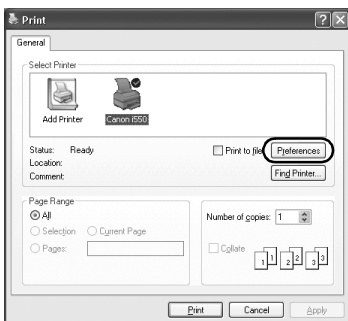 Print
General
Select Printer
Add Printer
Canon i550
Status: Ready
Location:
Comment:
Print to file
Preferences
Find Printer...
Page Range
All
Selection
Current Page
Pages:
Number of copies: 1
Collate
1 1 2 2 3 3
Print
Cancel
Apply